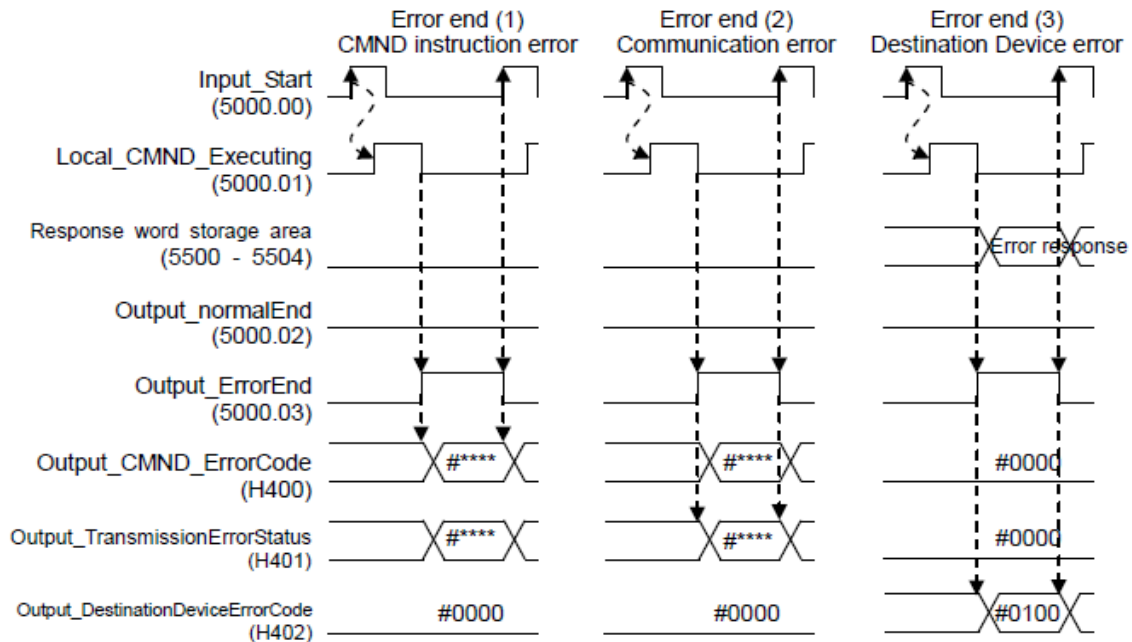 Error end (1)
CMND instruction error
Error end (2)
Communication error
Error end (3)
Destination Device error
Input_Start
(5000.00)
Local_CMND_Executing
(5000.01)
Response word storage area
(5500 - 5504)
Error response
Output_normalEnd
(5000.02)
Output_ErrorEnd
(5000.03)
Output_CMND_ErrorCode
(H400)
#****
#****
#0000
Output_TransmissionErrorStatus
(H401)
#****
#****
#0000
Output_DestinationDeviceErrorCode
(H402)
#0000
#0000
#0100